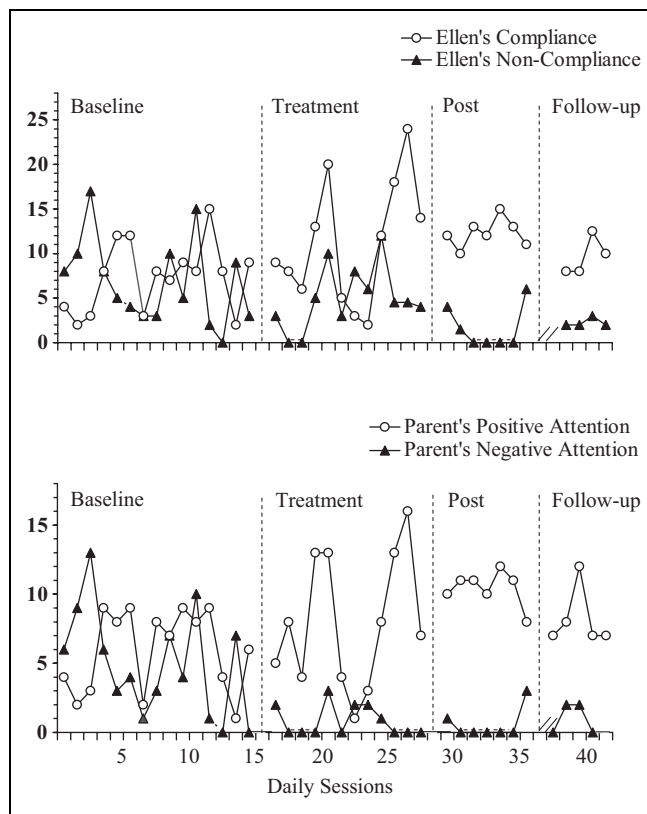 Ellen's Compliance
Ellen's Non-Compliance
Baseline Treatment Post Follow-up
25
20
15
10
5
0
Parent's Positive Attention
Parent's Negative Attention
Baseline Treatment Post Follow-up
15
10
5
0
5 10 15 20 25 30 35 40
Daily Sessions